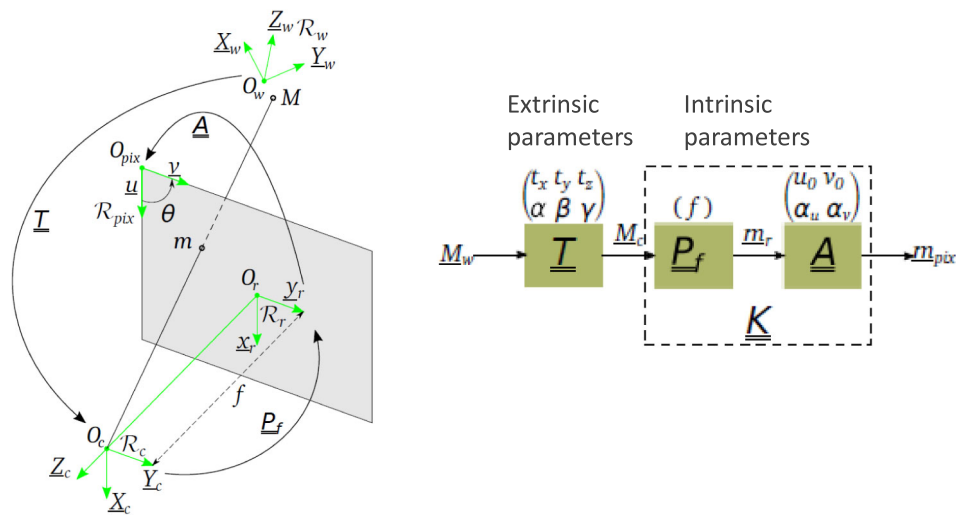 Z_w R_w
X_w
Y_w
O_w
M
A
O_pix
v
u
R_pix
θ
T
m
O_r
y_r
R_r
x_r
f
P_f
O_c
R_c
Z_c
Y_c
X_c
Extrinsic Intrinsic
parameters parameters
(t_x t_y t_z
α β γ)
(f)
(u_0 v_0
α_u α_v)
M_w T M_c P_f m_r A m_pix
K